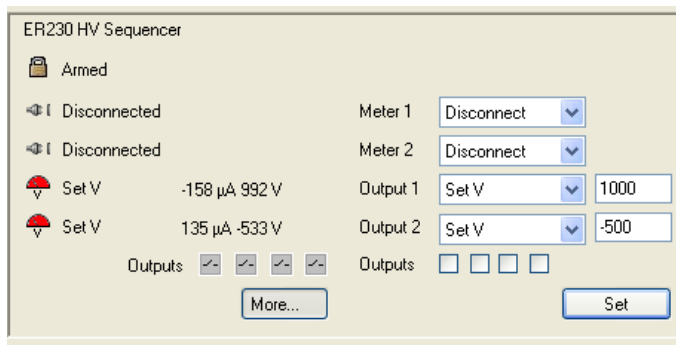 ER230 HV Sequencer
Armed
Disconnected Meter 1 Disconnect
Disconnected Meter 2 Disconnect
Set V -158 µA 992 V Output 1 Set V 1000
Set V 135 µA -533 V Output 2 Set V -500
Outputs Outputs
More... Set